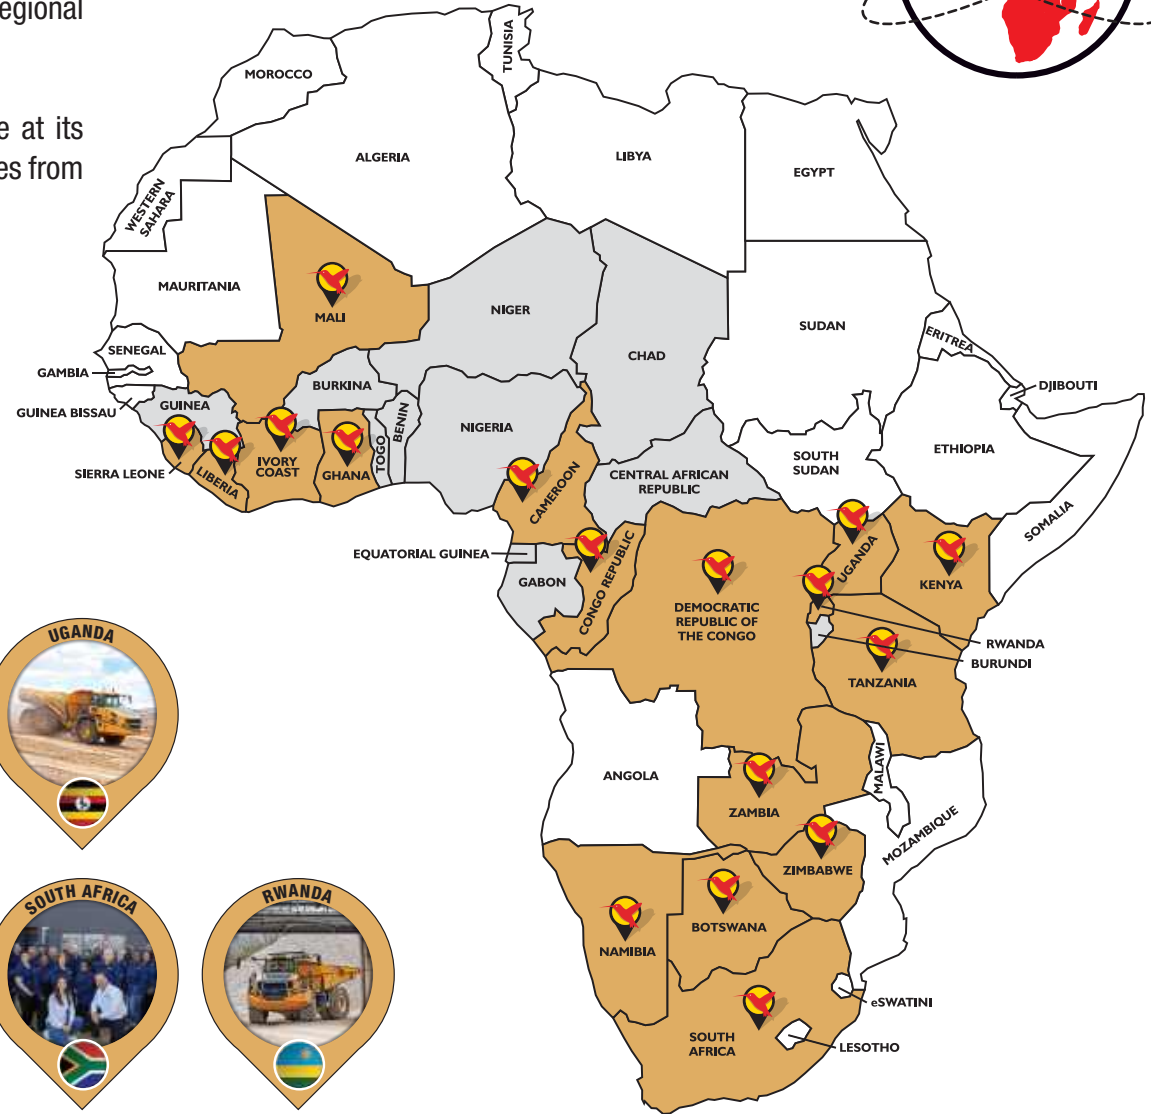 egional
e at its
es from
TUNISIA
MOROCCO
ALGERIA
LIBYA
EGYPT
WESTERN
SAHARA
MAURITANIA
MALI
NIGER
CHAD
SUDAN
ERITREA
SENEGAL
GAMBIA
DJIBOUTI
GUINEA BISSAU
GUINEA
BURKINA
BENIN
TOGO
NIGERIA
SIERRA LEONE
LIBERIA
IVORY
COAST
GHANA
CAMEROON
CENTRAL AFRICAN
REPUBLIC
SOUTH
SUDAN
ETHIOPIA
SOMALIA
EQUATORIAL GUINEA
GABON
CONGO REPUBLIC
DEMOCRATIC
REPUBLIC OF
THE CONGO
UGANDA
KENYA
RWANDA
BURUNDI
TANZANIA
UGANDA
ANGOLA
ZAMBIA
MALAWI
MOZAMBIQUE
ZIMBABWE
BOTSWANA
NAMIBIA
SOUTH AFRICA
RWANDA
eSWATINI
SOUTH
AFRICA
LESOTHO